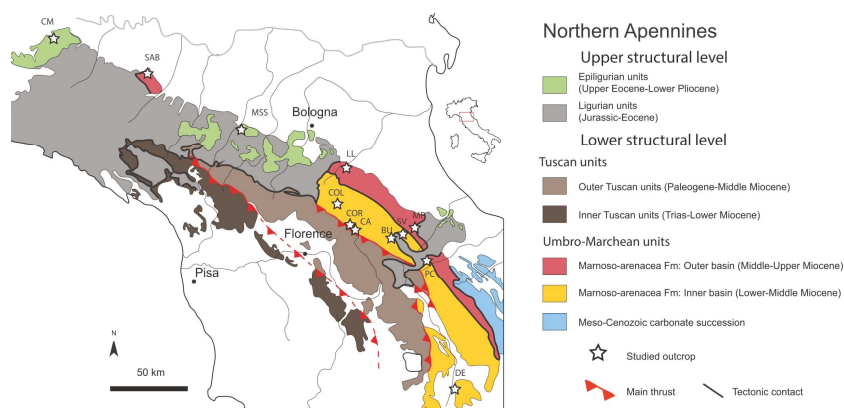 CM
SAB
MSS
Bologna
LL
COL
COR
CA
BU
SV
MP
Florence
PC
Pisa
N
50 km
DE
Northern Apennines
Upper structural level
Epiligurian units
(Upper Eocene-Lower Pliocene)
Ligurian units
(Jurassic-Eocene)
Lower structural level
Tuscan units
Outer Tuscan units (Paleogene-Middle Miocene)
Inner Tuscan units (Trias-Lower Miocene)
Umbro-Marchean units
Marnoso-arenacea Fm: Outer basin (Middle-Upper Miocene)
Marnoso-arenacea Fm: Inner basin (Lower-Middle Miocene)
Meso-Cenozoic carbonate succession
Studied outcrop
Main thrust
Tectonic contact